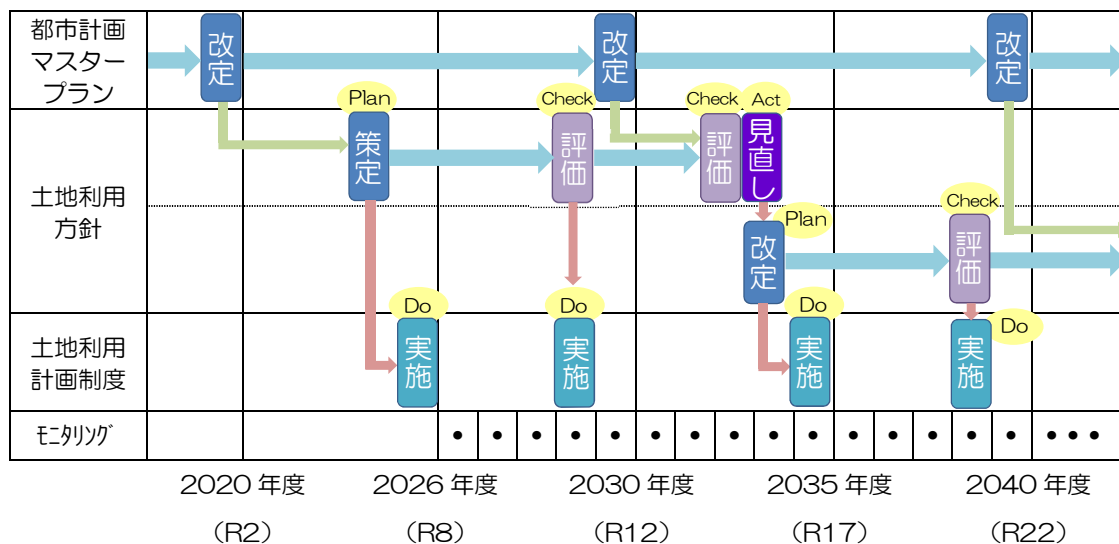 都市計画
マスター
プラン
改定
改定
改定
Plan
Check
Check
Act
土地利用
方針
策定
評価
評価
見直し
Plan
Check
改定
評価
土地利用
計画制度
Do
Do
Do
Do
実施
実施
実施
実施
ﾓﾆﾀﾘﾝｸﾞ
● ● ● ● ● ● ● ● ● ● ● ● ● ● ● ●●●
2020 年度 2026 年度 2030 年度 2035 年度 2040 年度
（R2） （R8） （R12） （R17） （R22）